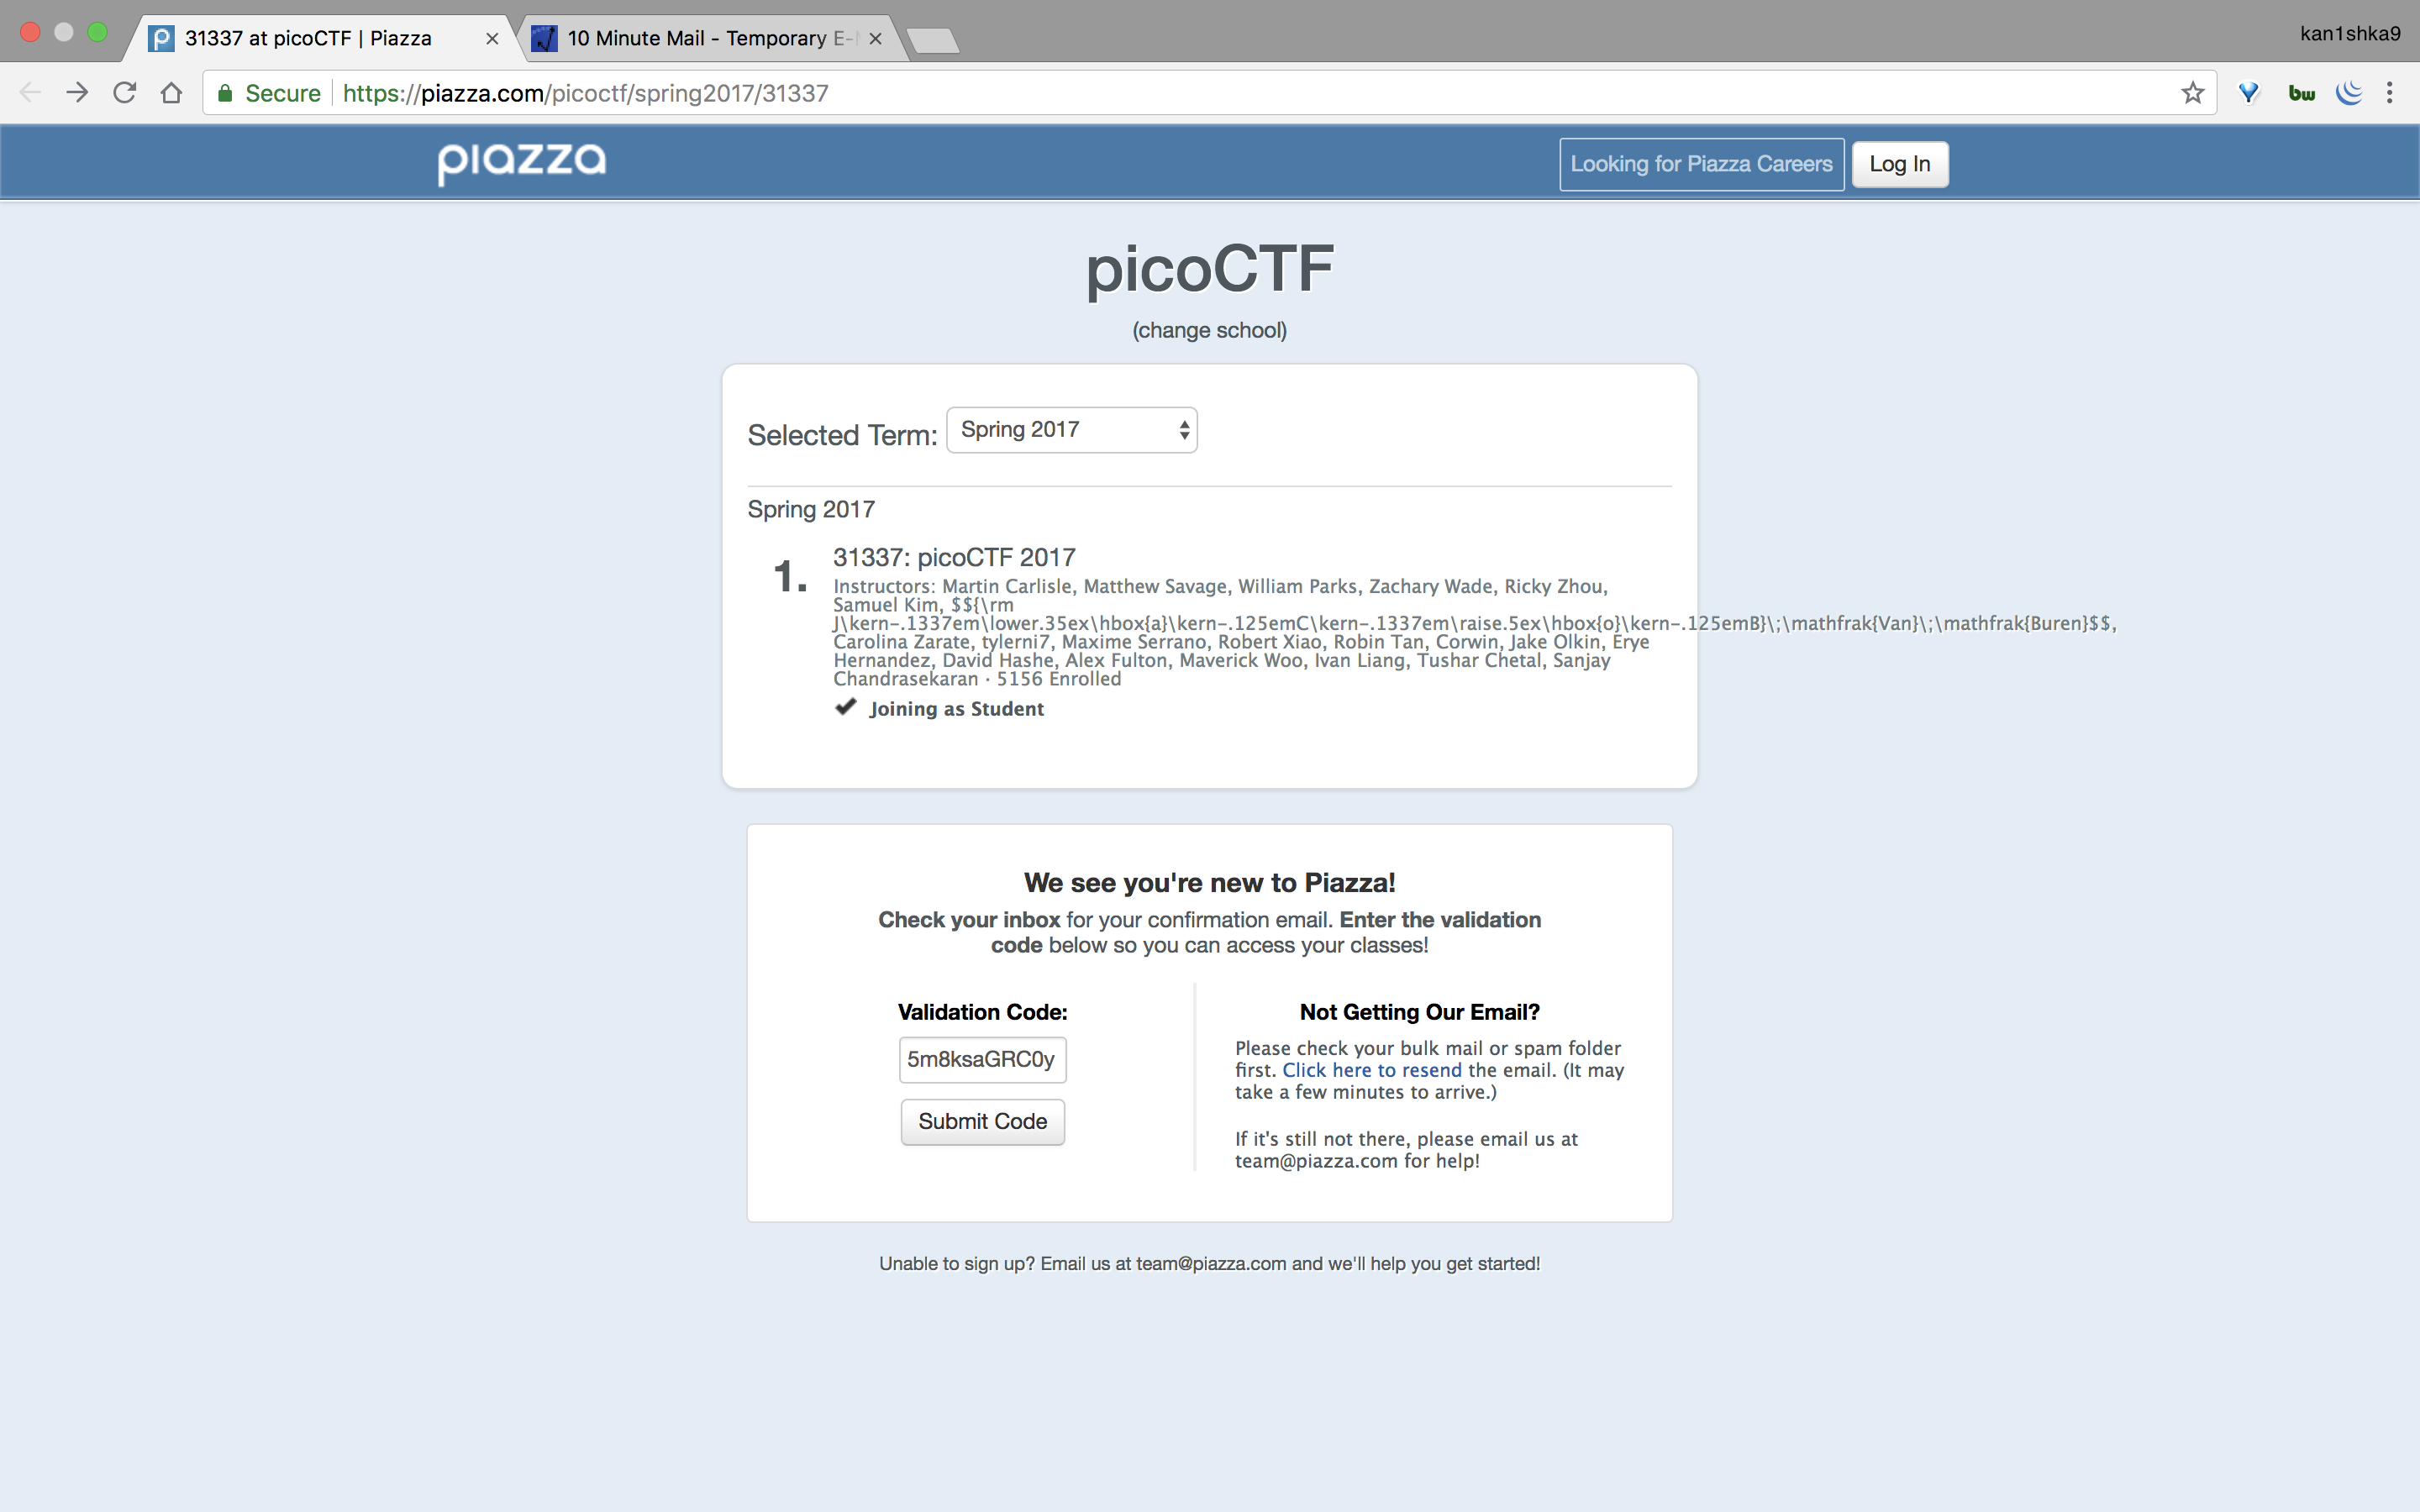 31337 at picoCTF | Piazza
10 Minute Mail - Temporary E-
kan1shka9
Secure https://piazza.com/picoctf/spring2017/31337
bw
piazza
Looking for Piazza Careers
Log In
picoCTF
(change school)
Selected Term: Spring 2017
Spring 2017
1.
31337: picoCTF 2017
Instructors: Martin Carlisle, Matthew Savage, William Parks, Zachary Wade, Ricky Zhou,
Samuel Kim, $${\rm
J\kern-.1337em\lower.35ex\hbox{a}\kern-.125emC\kern-.1337em\raise.5ex\hbox{o}\kern-.125emB}\;\mathfrak{Van}\;\mathfrak{Buren}$$,
Carolina Zarate, tylerni7, Maxime Serrano, Robert Xiao, Robin Tan, Corwin, Jake Olkin, Erye
Hernandez, David Hashe, Alex Fulton, Maverick Woo, Ivan Liang, Tushar Chetal, Sanjay
Chandrasekaran · 5156 Enrolled
Joining as Student
We see you're new to Piazza!
Check your inbox for your confirmation email. Enter the validation
code below so you can access your classes!
Validation Code:
5m8ksaGRC0y
Submit Code
Not Getting Our Email?
Please check your bulk mail or spam folder
first. Click here to resend the email. (It may
take a few minutes to arrive.)
If it's still not there, please email us at
team@piazza.com for help!
Unable to sign up? Email us at team@piazza.com and we'll help you get started!